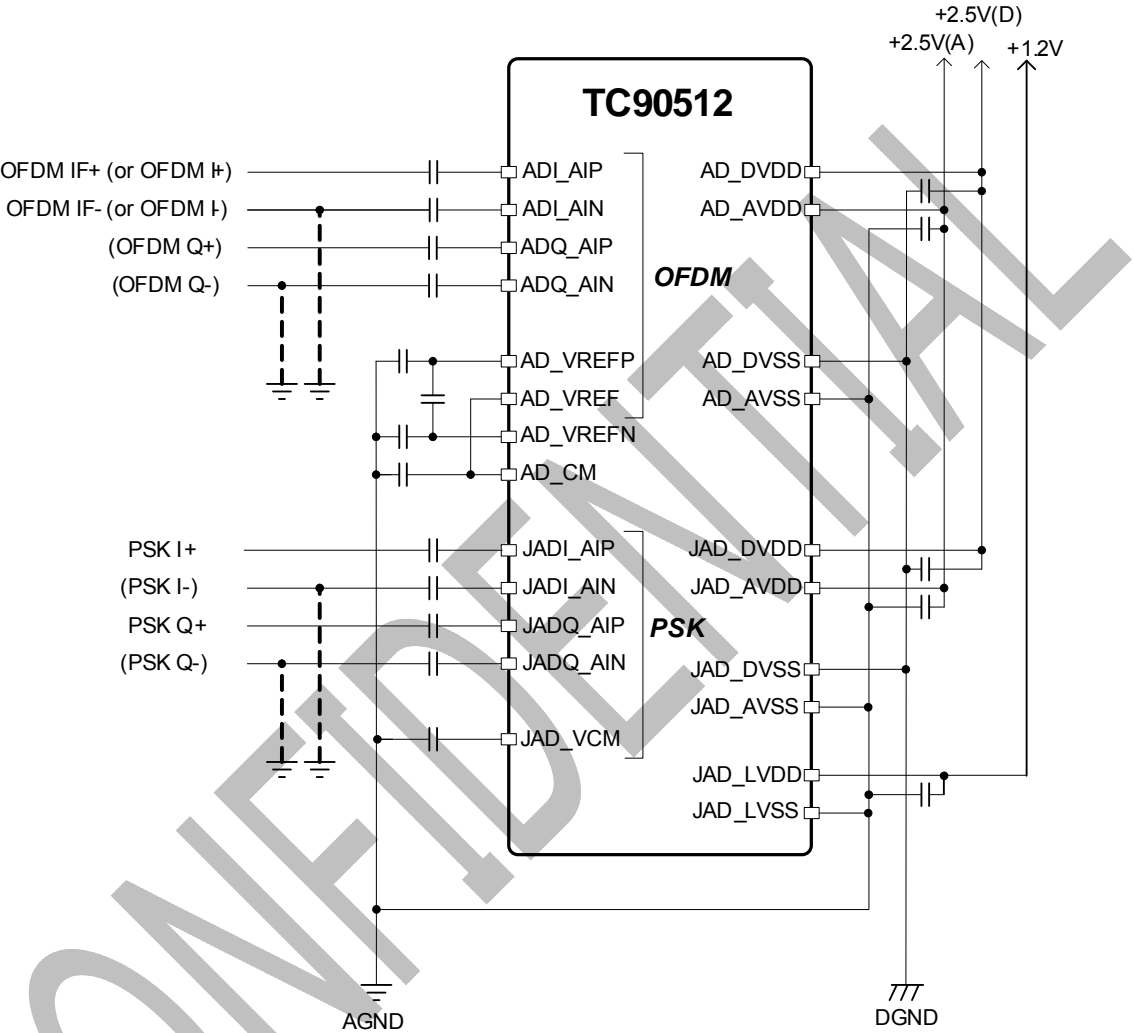 +2.5V(D)
+2.5V(A)
+1.2V
TC90512
OFDM IF+ (or OFDM I+)
ADI_AIP
AD_DVDD
OFDM IF- (or OFDM I-)
ADI_AIN
AD_AVDD
(OFDM Q+)
ADQ_AIP
OFDM
(OFDM Q-)
ADQ_AIN
AD_VREFP
AD_DVSS
AD_VREF
AD_AVSS
AD_VREFN
AD_CM
PSK I+
JADI_AIP
JAD_DVDD
(PSK I-)
JADI_AIN
JAD_AVDD
PSK Q+
JADQ_AIP
PSK
(PSK Q-)
JADQ_AIN
JAD_DVSS
JAD_AVSS
JAD_VCM
JAD_LVDD
JAD_LVSS
AGND
DGND
ONFIDENTIAL